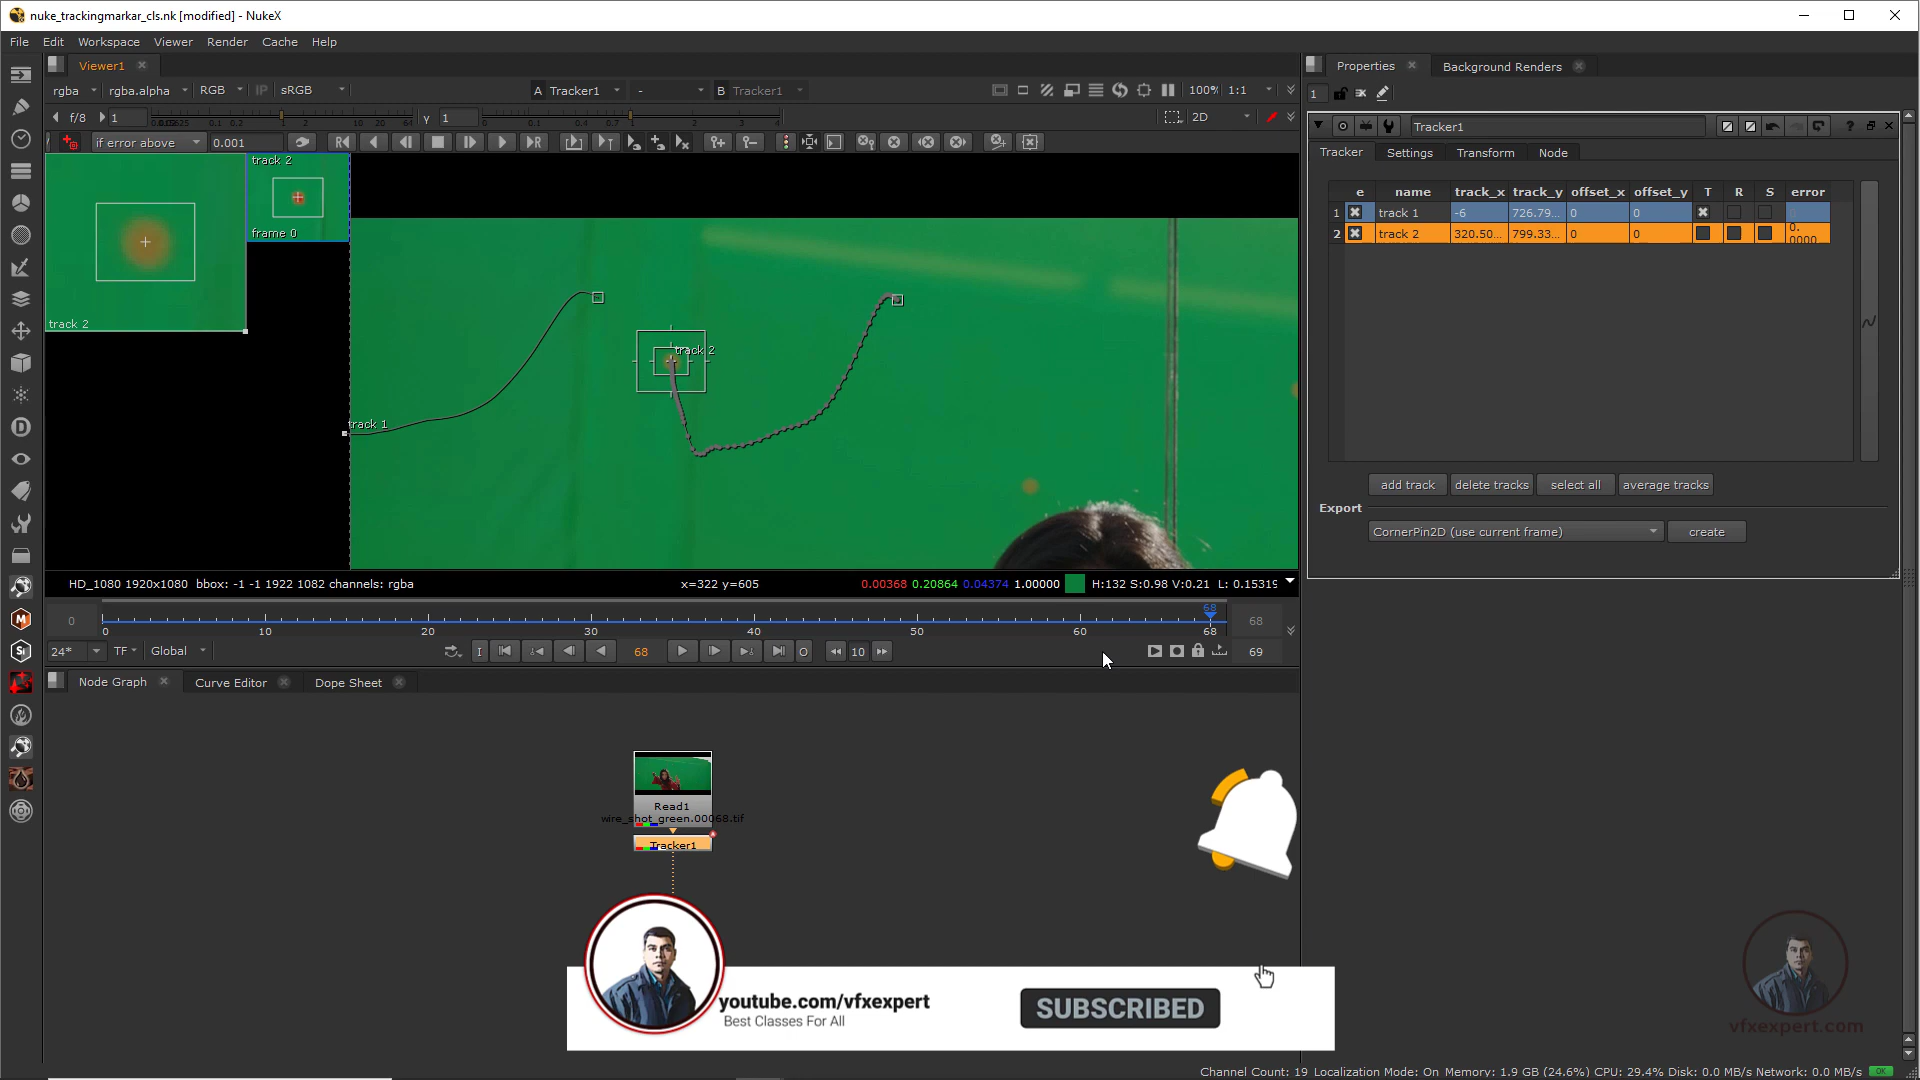 nuke_trackingmarkar_cls.nk [modified] - NukeX
File Edit Workspace Viewer Render Cache Help
Viewer1
Properties
Background Renders
rgba rgba.alpha RGB IP sRGB A Tracker1 - B Tracker1 100% 1:1
1
f/8 1 y 1 2D
Tracker1
if error above 0.001
Tracker Settings Transform Node
track 2
frame 0
track 2
e name track_x track_y offset_x offset_y T R S error
1 track 1 -6 726.79... 0 0
2 track 2 320.50... 799.33... 0 0 0.0000
track 2
track 1
add track delete tracks select all average tracks
Export
CornerPin2D (use current frame) create
HD_1080 1920x1080 bbox: -1 -1 1922 1082 channels: rgba x=322 y=605 0.00368 0.20864 0.04374 1.00000 H:132 S:0.98 V:0.21 L: 0.15319
68
0 68
0 10 20 30 40 50 60 68
24* TF Global I 68 O 10 69
Node Graph Curve Editor Dope Sheet
Read1
wire_shot_green.00068.tif
Tracker1
youtube.com/vfxexpert
Best Classes For All
SUBSCRIBED
vfxexpert.com
Channel Count: 19 Localization Mode: On Memory: 1.9 GB (24.6%) CPU: 29.4% Disk: 0.0 MB/s Network: 0.0 MB/s OK